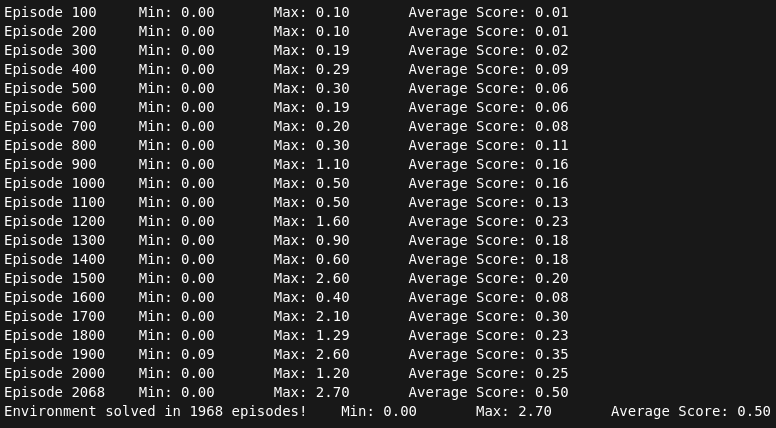 Episode 100 Min: 0.00 Max: 0.10 Average Score: 0.01
Episode 200 Min: 0.00 Max: 0.10 Average Score: 0.01
Episode 300 Min: 0.00 Max: 0.19 Average Score: 0.02
Episode 400 Min: 0.00 Max: 0.29 Average Score: 0.09
Episode 500 Min: 0.00 Max: 0.30 Average Score: 0.06
Episode 600 Min: 0.00 Max: 0.19 Average Score: 0.06
Episode 700 Min: 0.00 Max: 0.20 Average Score: 0.08
Episode 800 Min: 0.00 Max: 0.30 Average Score: 0.11
Episode 900 Min: 0.00 Max: 1.10 Average Score: 0.16
Episode 1000 Min: 0.00 Max: 0.50 Average Score: 0.16
Episode 1100 Min: 0.00 Max: 0.50 Average Score: 0.13
Episode 1200 Min: 0.00 Max: 1.60 Average Score: 0.23
Episode 1300 Min: 0.00 Max: 0.90 Average Score: 0.18
Episode 1400 Min: 0.00 Max: 0.60 Average Score: 0.18
Episode 1500 Min: 0.00 Max: 2.60 Average Score: 0.20
Episode 1600 Min: 0.00 Max: 0.40 Average Score: 0.08
Episode 1700 Min: 0.00 Max: 2.10 Average Score: 0.30
Episode 1800 Min: 0.00 Max: 1.29 Average Score: 0.23
Episode 1900 Min: 0.09 Max: 2.60 Average Score: 0.35
Episode 2000 Min: 0.00 Max: 1.20 Average Score: 0.25
Episode 2068 Min: 0.00 Max: 2.70 Average Score: 0.50
Environment solved in 1968 episodes! Min: 0.00 Max: 2.70 Average Score: 0.50